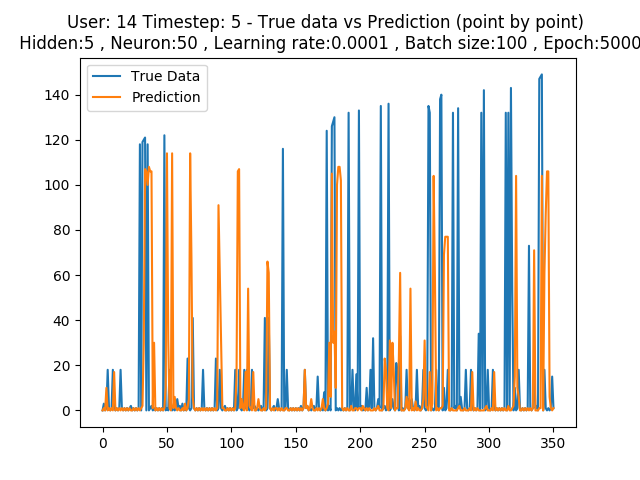 User: 14 Timestep: 5 - True data vs Prediction (point by point)
Hidden:5 , Neuron:50 , Learning rate:0.0001 , Batch size:100 , Epoch:5000
True Data
Prediction
140
120
100
80
60
40
20
0
0 50 100 150 200 250 300 350